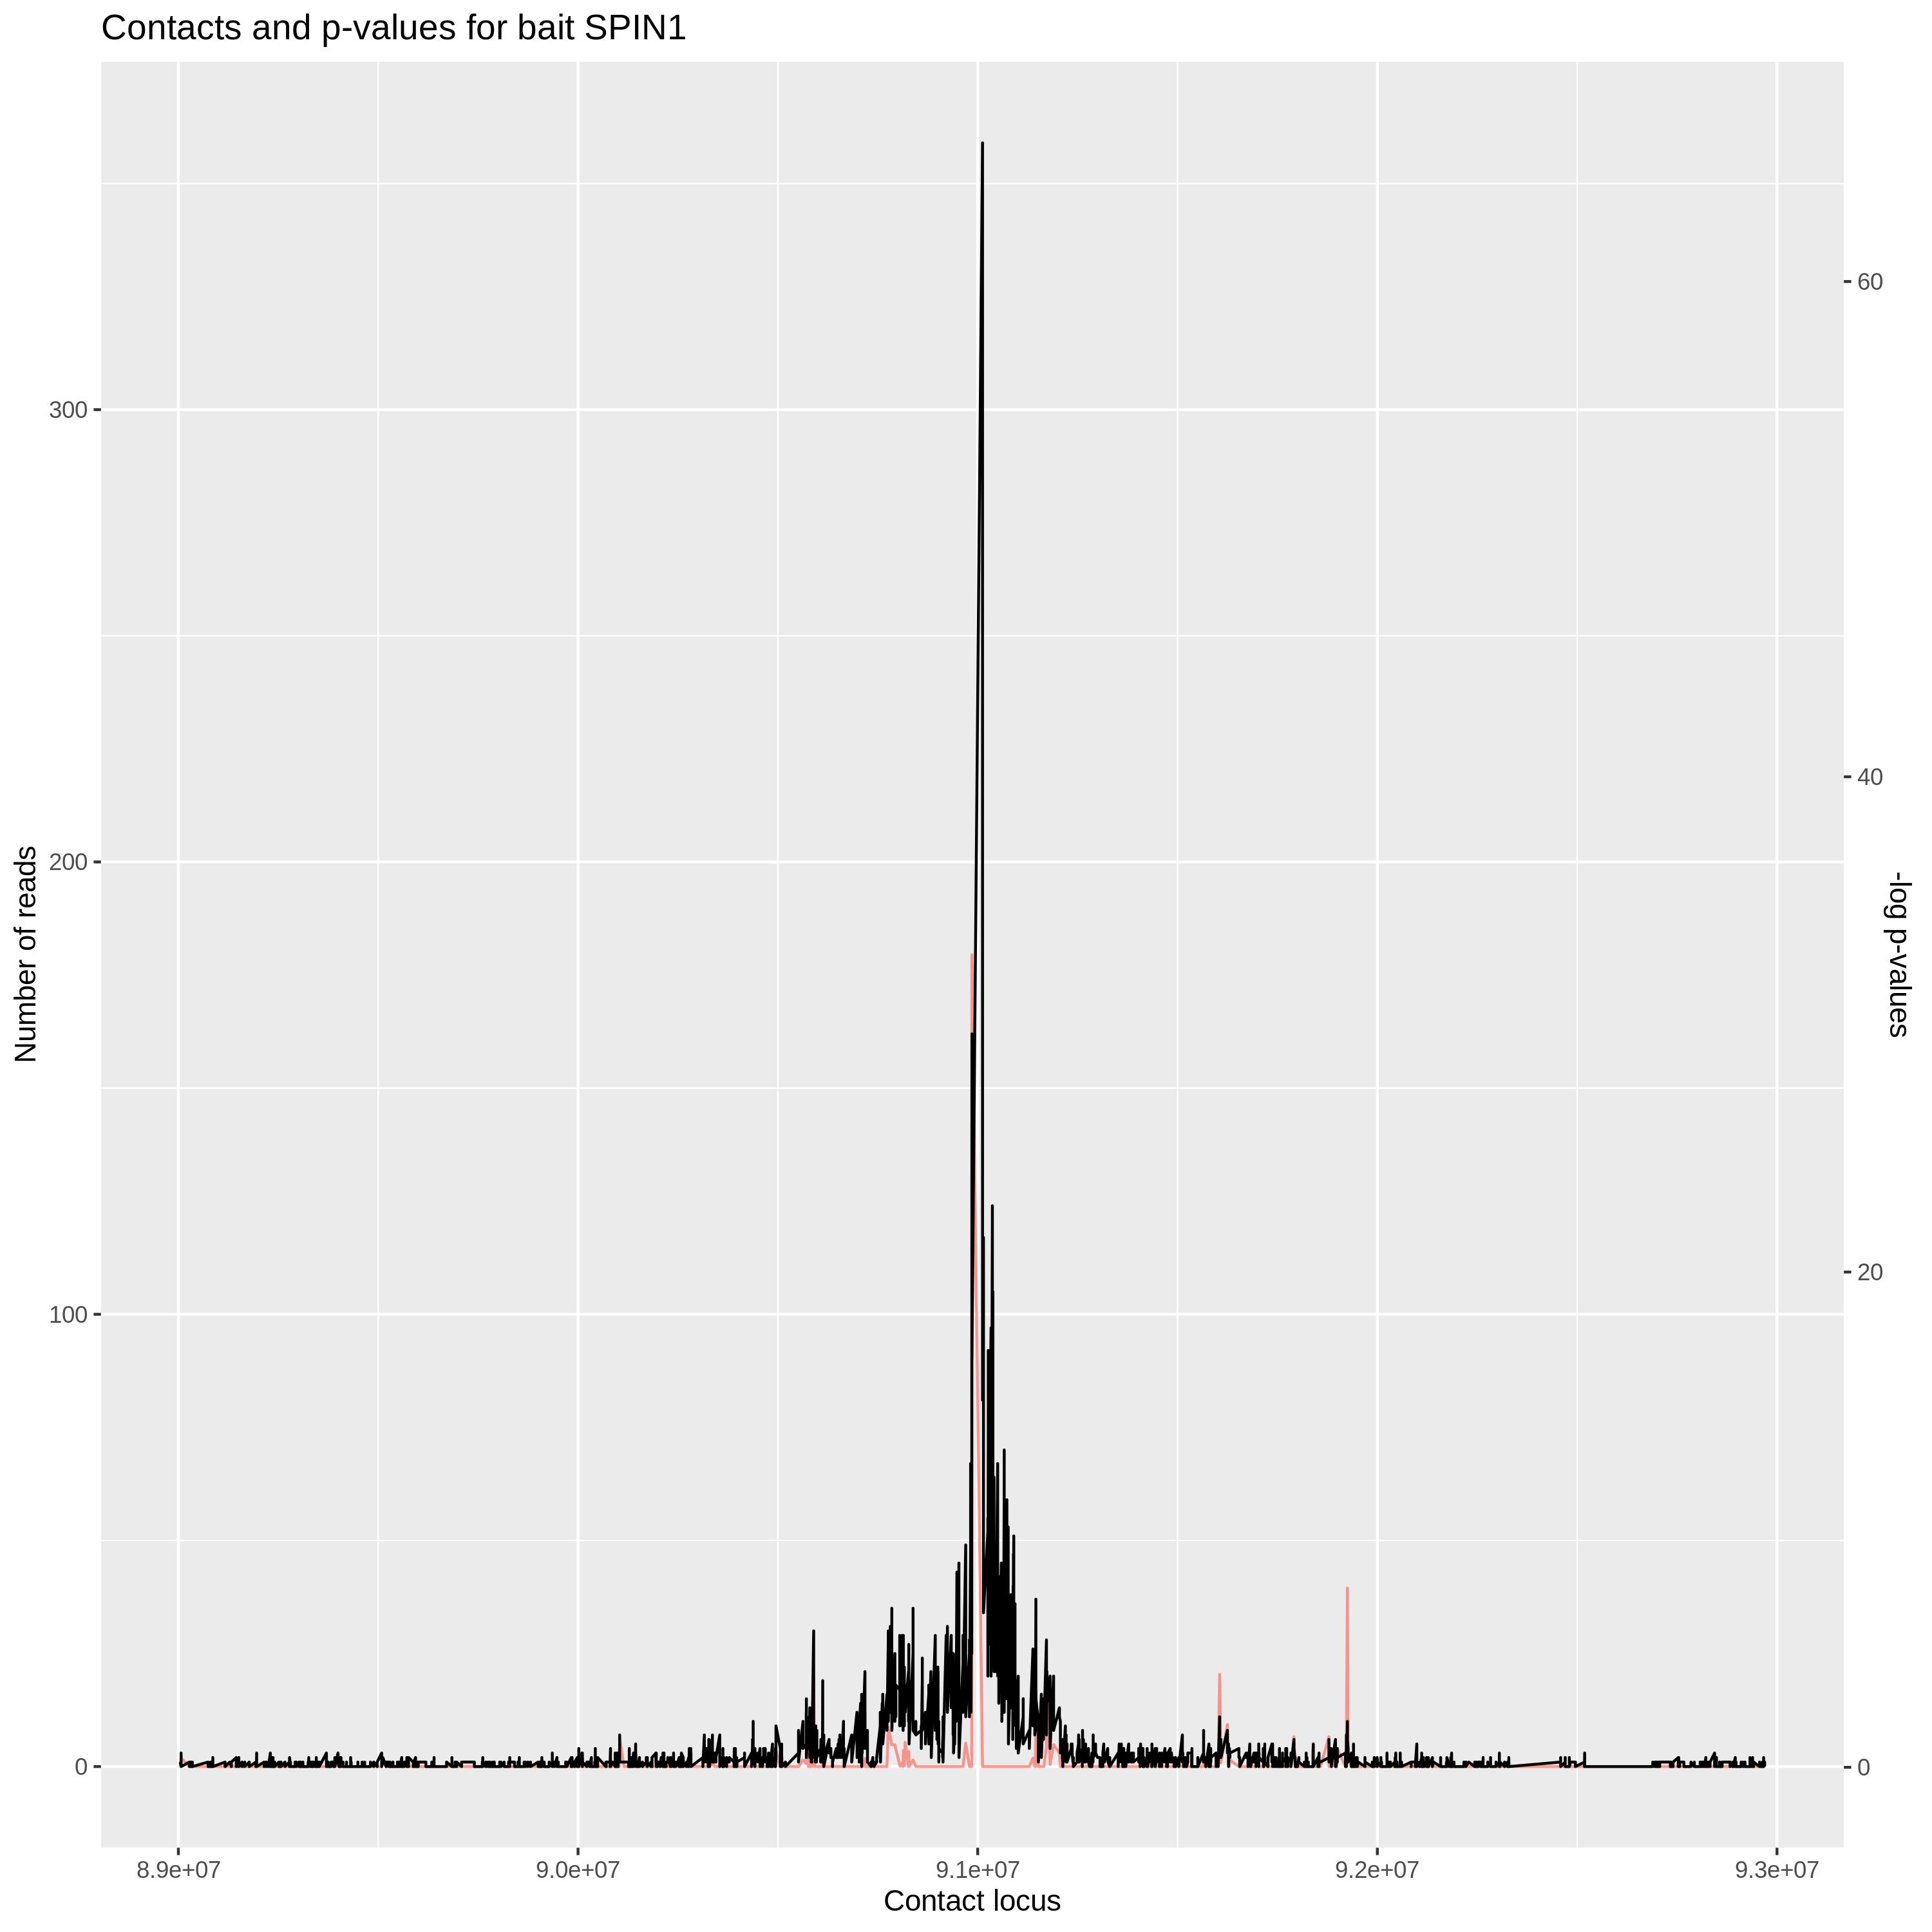 Contacts and p-values for bait SPIN1
Number of reads
300
200
100
0
60
40
20
0
-log p-values
8.9e+07
9.0e+07
9.1e+07
9.2e+07
9.3e+07
Contact locus